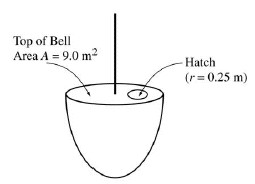 Top of Bell
Area A = 9.0 m²
Hatch
(r = 0.25 m)